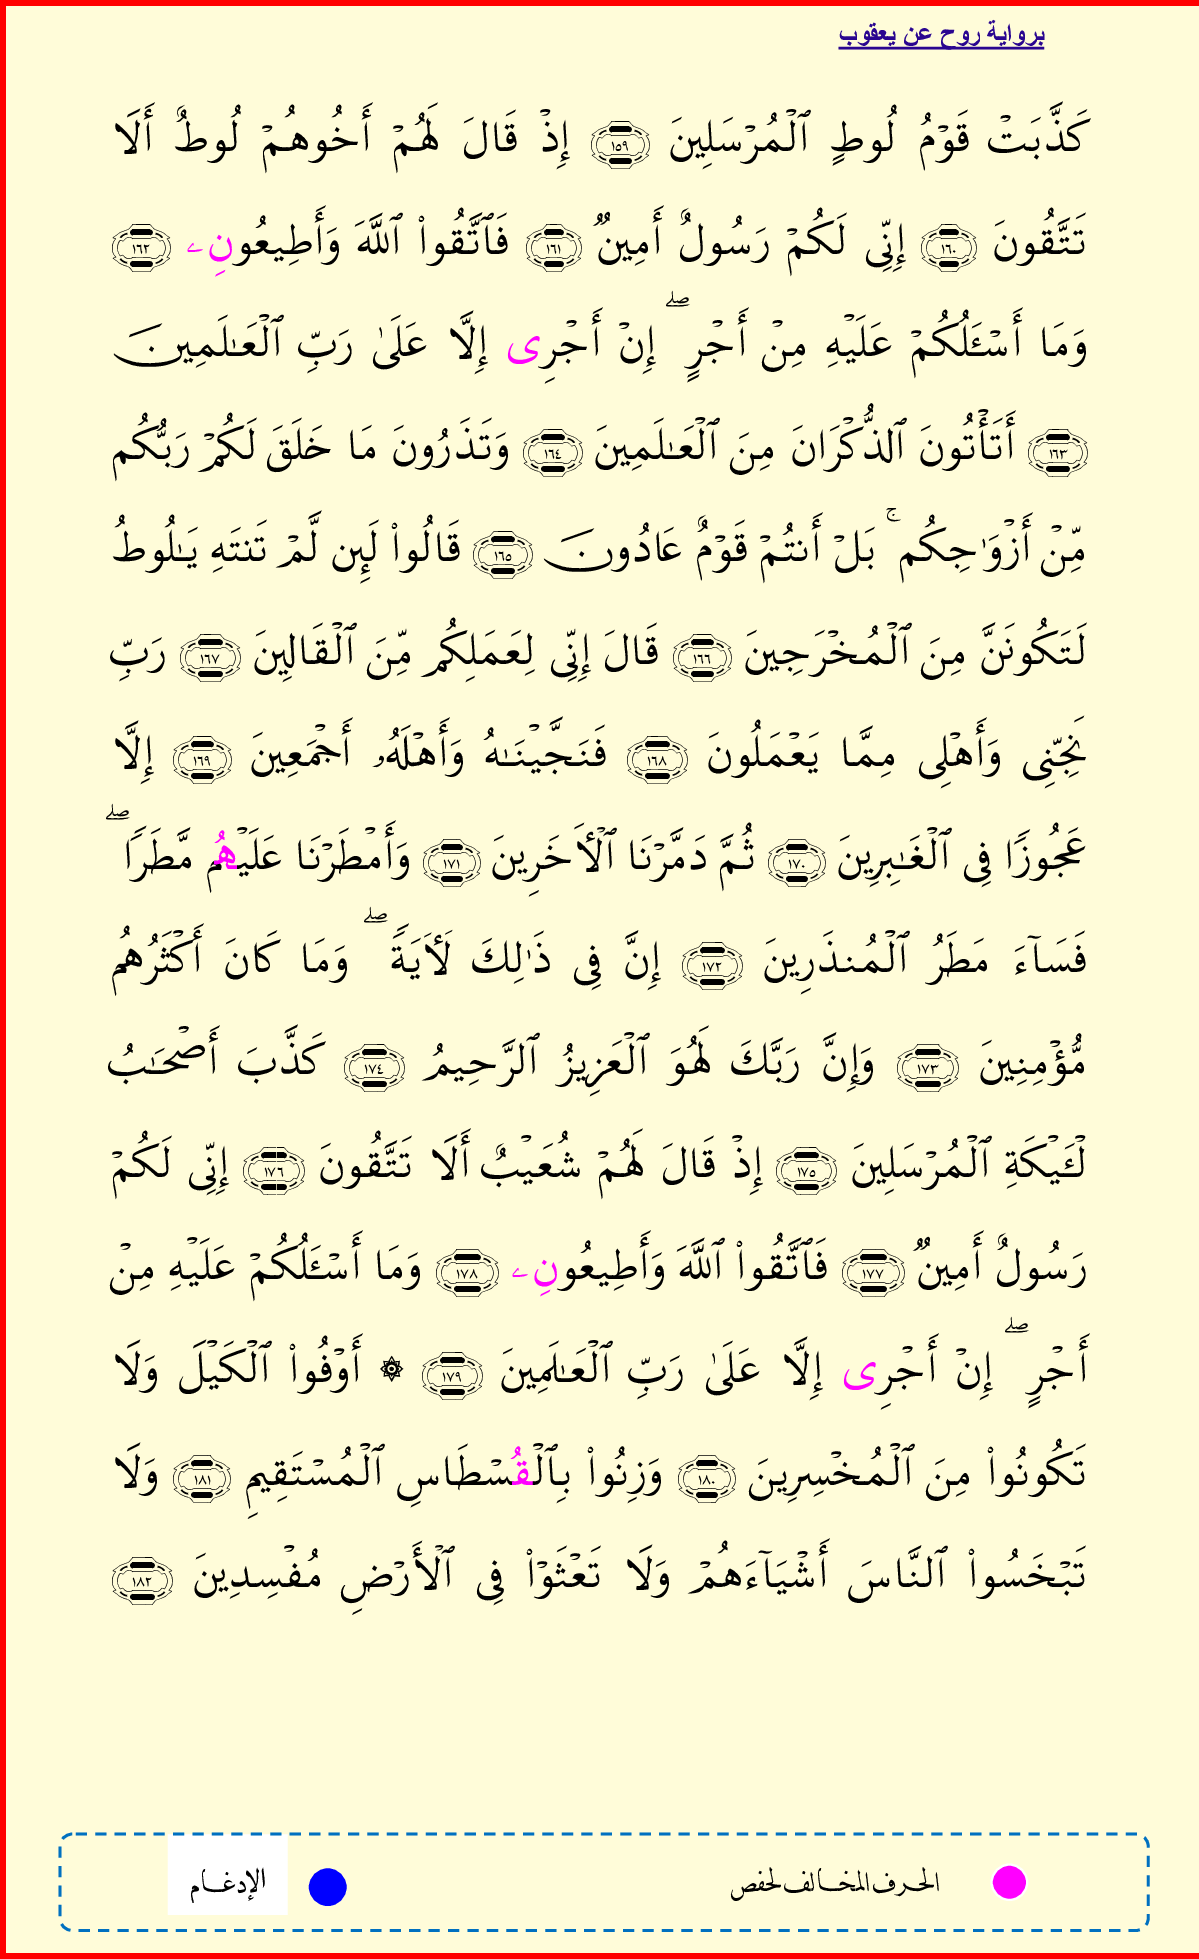 برواية روح عن يعقوب
كَذَّبَتۡ قَوۡمُ لُوطٍ ٱلۡمُرۡسَلِينَ ١٥٩ إِذۡ قَالَ لَهُمۡ أَخُوهُمۡ لُوطٌ أَلَا
تَتَّقُونَ ١٦٠ إِنِّى لَكُمۡ رَسُولٌ أَمِينٌ ١٦١ فَٱتَّقُوا۟ ٱللَّهَ وَأَطِيعُونِۦ ١٦٢
وَمَا أَسۡـَٔلُكُمۡ عَلَيۡهِ مِنۡ أَجۡرٍۖ إِنۡ أَجۡرِى إِلَّا عَلَىٰ رَبِّ ٱلۡعَـٰلَمِينَ
١٦٣ أَتَأۡتُونَ ٱلذُّكۡرَانَ مِنَ ٱلۡعَـٰلَمِينَ ١٦٤ وَتَذَرُونَ مَا خَلَقَ لَكُمۡ رَبُّكُم
مِّنۡ أَزۡوَٰجِكُمۚ بَلۡ أَنتُمۡ قَوۡمٌ عَادُونَ ١٦٥ قَالُوا۟ لَئِن لَّمۡ تَنتَهِ يَـٰلُوطُ
لَتَكُونَنَّ مِنَ ٱلۡمُخۡرَجِينَ ١٦٦ قَالَ إِنِّى لِعَمَلِكُم مِّنَ ٱلۡقَالِينَ ١٦٧ رَبِّ
نَجِّنِى وَأَهۡلِى مِمَّا يَعۡمَلُونَ ١٦٨ فَنَجَّيۡنَـٰهُ وَأَهۡلَهُۥ أَجۡمَعِينَ ١٦٩ إِلَّا
عَجُوزًا فِى ٱلۡغَـٰبِرِينَ ١٧٠ ثُمَّ دَمَّرۡنَا ٱلۡأَخَرِينَ ١٧١ وَأَمۡطَرۡنَا عَلَيۡهُم مَّطَرًاۖ
فَسَآءَ مَطَرُ ٱلۡمُنذَرِينَ ١٧٢ إِنَّ فِى ذَٰلِكَ لَأَيَةًۖ وَمَا كَانَ أَكۡثَرُهُم
مُّؤۡمِنِينَ ١٧٣ وَإِنَّ رَبَّكَ لَهُوَ ٱلۡعَزِيزُ ٱلرَّحِيمُ ١٧٤ كَذَّبَ أَصۡحَـٰبُ
لۡـَٔيۡكَةِ ٱلۡمُرۡسَلِينَ ١٧٥ إِذۡ قَالَ لَهُمۡ شُعَيۡبٌ أَلَا تَتَّقُونَ ١٧٦ إِنِّى لَكُمۡ
رَسُولٌ أَمِينٌ ١٧٧ فَٱتَّقُوا۟ ٱللَّهَ وَأَطِيعُونِۦ ١٧٨ وَمَا أَسۡـَٔلُكُمۡ عَلَيۡهِ مِنۡ
أَجۡرٍۖ إِنۡ أَجۡرِى إِلَّا عَلَىٰ رَبِّ ٱلۡعَـٰلَمِينَ ١٧٩ ۞ أَوۡفُوا۟ ٱلۡكَيۡلَ وَلَا
تَكُونُوا۟ مِنَ ٱلۡمُخۡسِرِينَ ١٨٠ وَزِنُوا۟ بِٱلۡقُسۡطَاسِ ٱلۡمُسۡتَقِيمِ ١٨١ وَلَا
تَبۡخَسُوا۟ ٱلنَّاسَ أَشۡيَآءَهُمۡ وَلَا تَعۡثَوۡا۟ فِى ٱلۡأَرۡضِ مُفۡسِدِينَ ١٨٢
الحرف المخالف لحفص
الإدغام